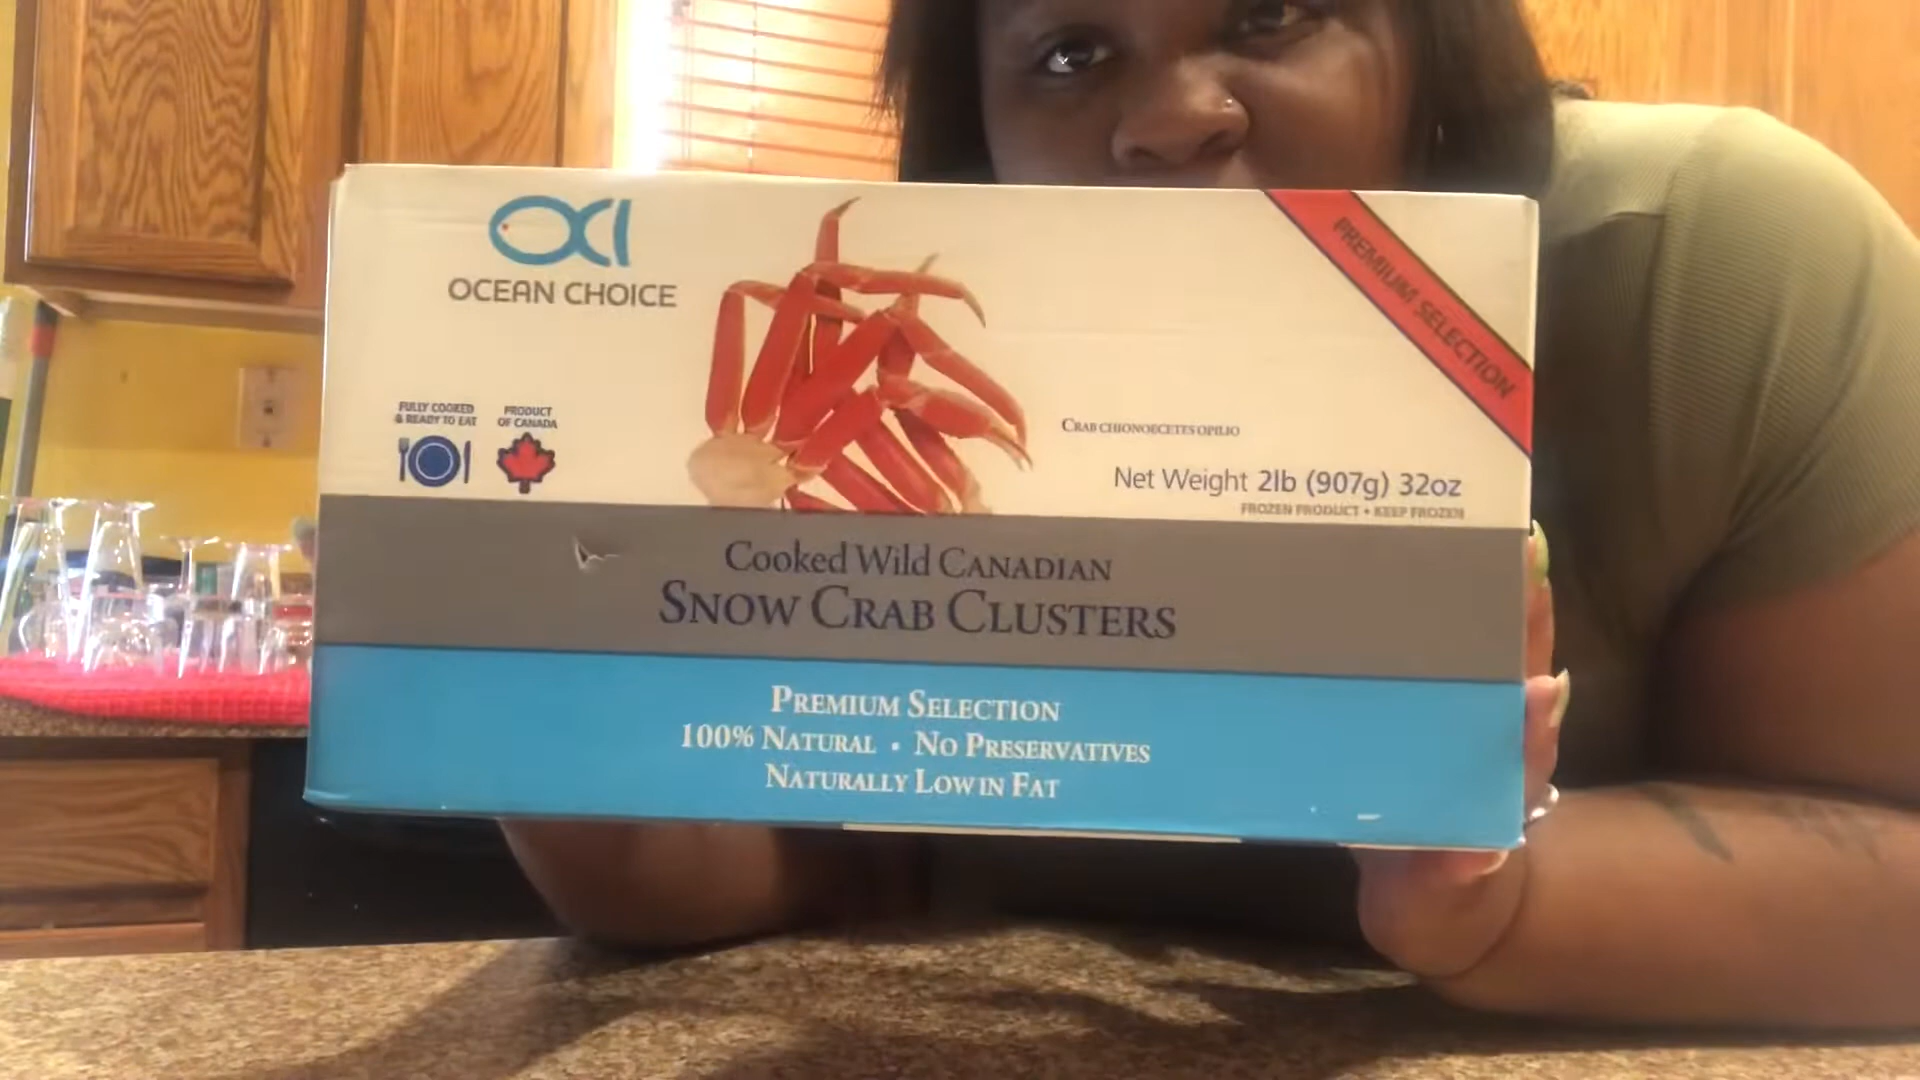 OCI
OCEAN CHOICE
PREMIUM SELECTION
FULLY COOKED
& READY TO EAT
PRODUCT
OF CANADA
CRAB CHIONOECETES OPILIO
Net Weight 2lb (907g) 32oz
FROZEN PRODUCT • KEEP FROZEN
Cooked Wild CANADIAN
SNOW CRAB CLUSTERS
PREMIUM SELECTION
100% NATURAL • NO PRESERVATIVES
NATURALLY LOW IN FAT